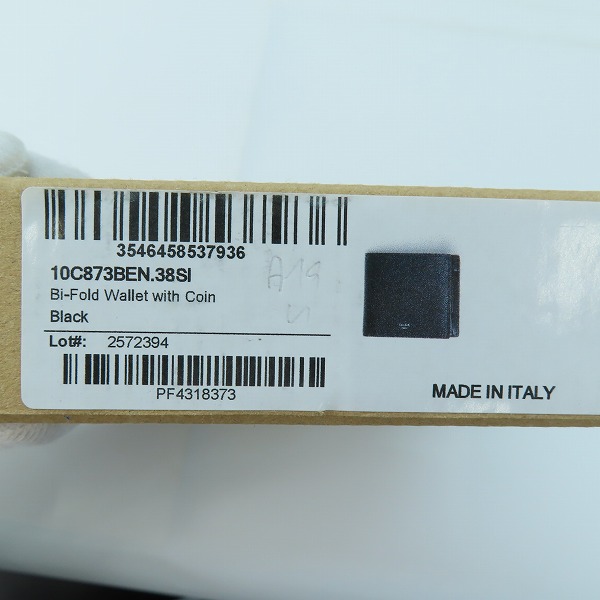 3546458537936
10C873BEN.38SI
Bi-Fold Wallet with Coin
Black
Lot#: 2572394
PF4318373
MADE IN ITALY